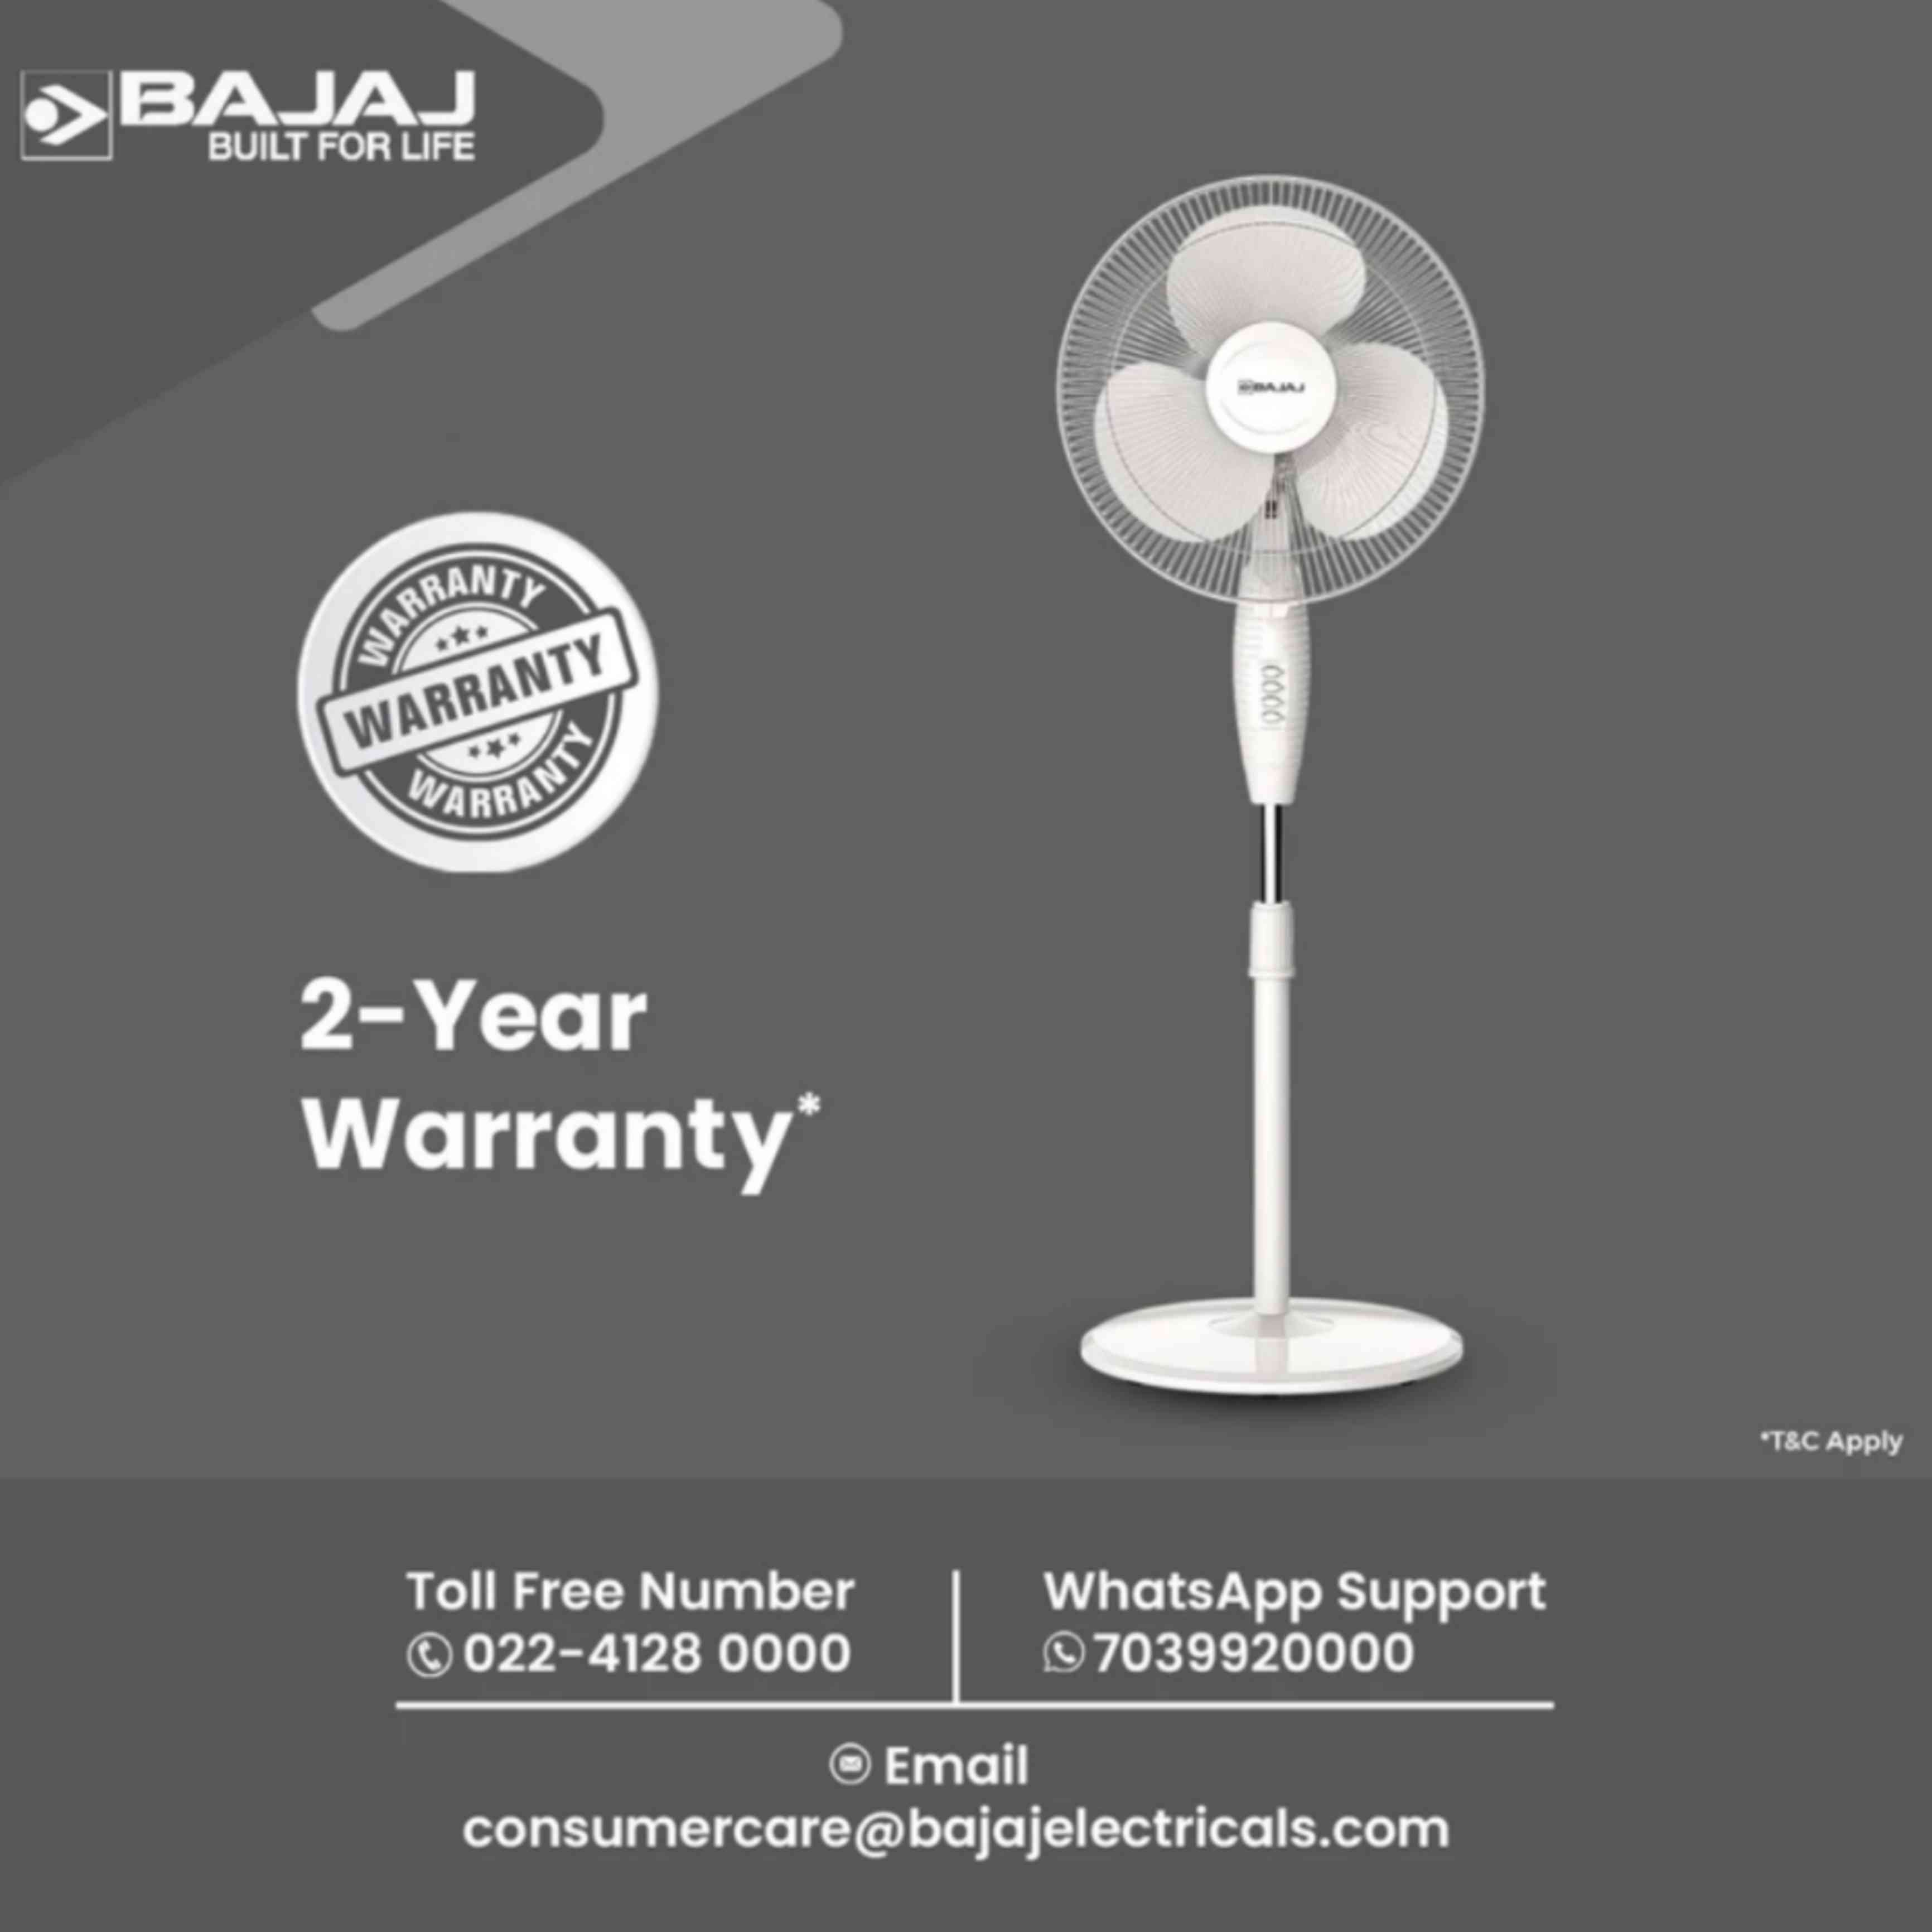 BAJAJ
BUILT FOR LIFE
BAJAJ
WARRANTY
WARRANTY
WARRANTY
2-Year
Warranty*
*T&C Apply
Toll Free Number
022-4128 0000
WhatsApp Support
7039920000
Email
consumercare@bajajelectricals.com